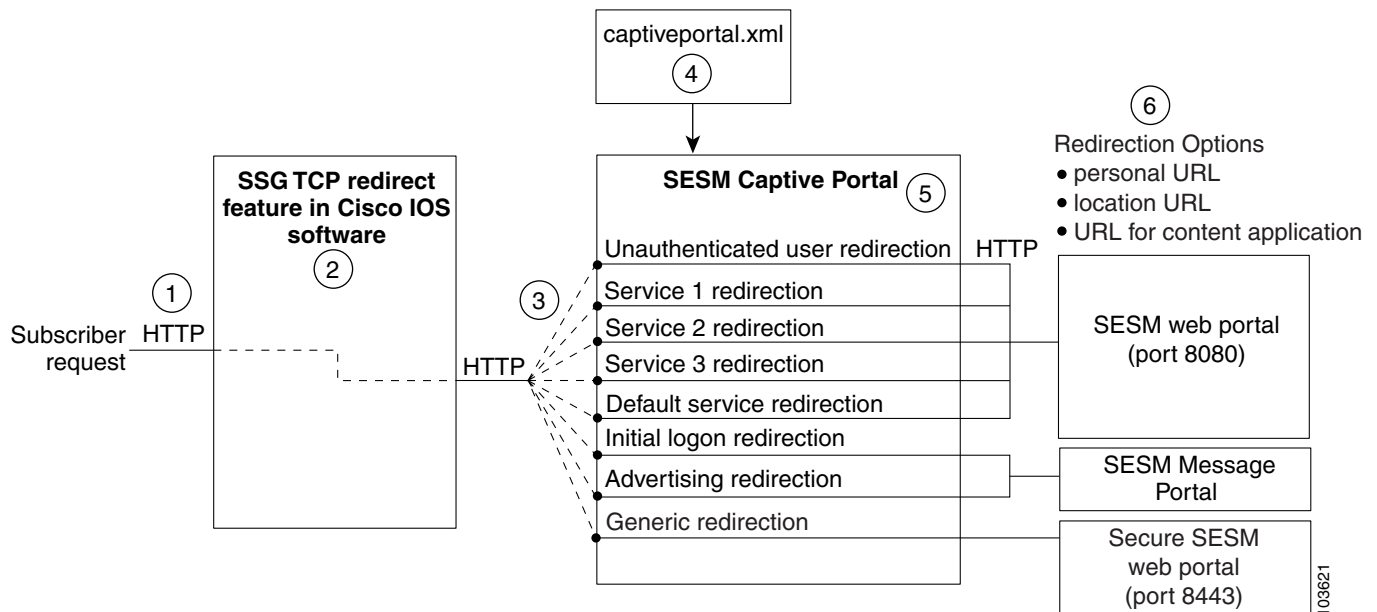 captiveportal.xml
4
6
Redirection Options
• personal URL
• location URL
• URL for content application
SSG TCP redirect
feature in Cisco IOS
software
2
SESM Captive Portal
5
1
Subscriber
request
HTTP
HTTP
3
Unauthenticated user redirection
Service 1 redirection
Service 2 redirection
Service 3 redirection
Default service redirection
Initial logon redirection
Advertising redirection
Generic redirection
HTTP
SESM web portal
(port 8080)
SESM Message
Portal
Secure SESM
web portal
(port 8443)
103621